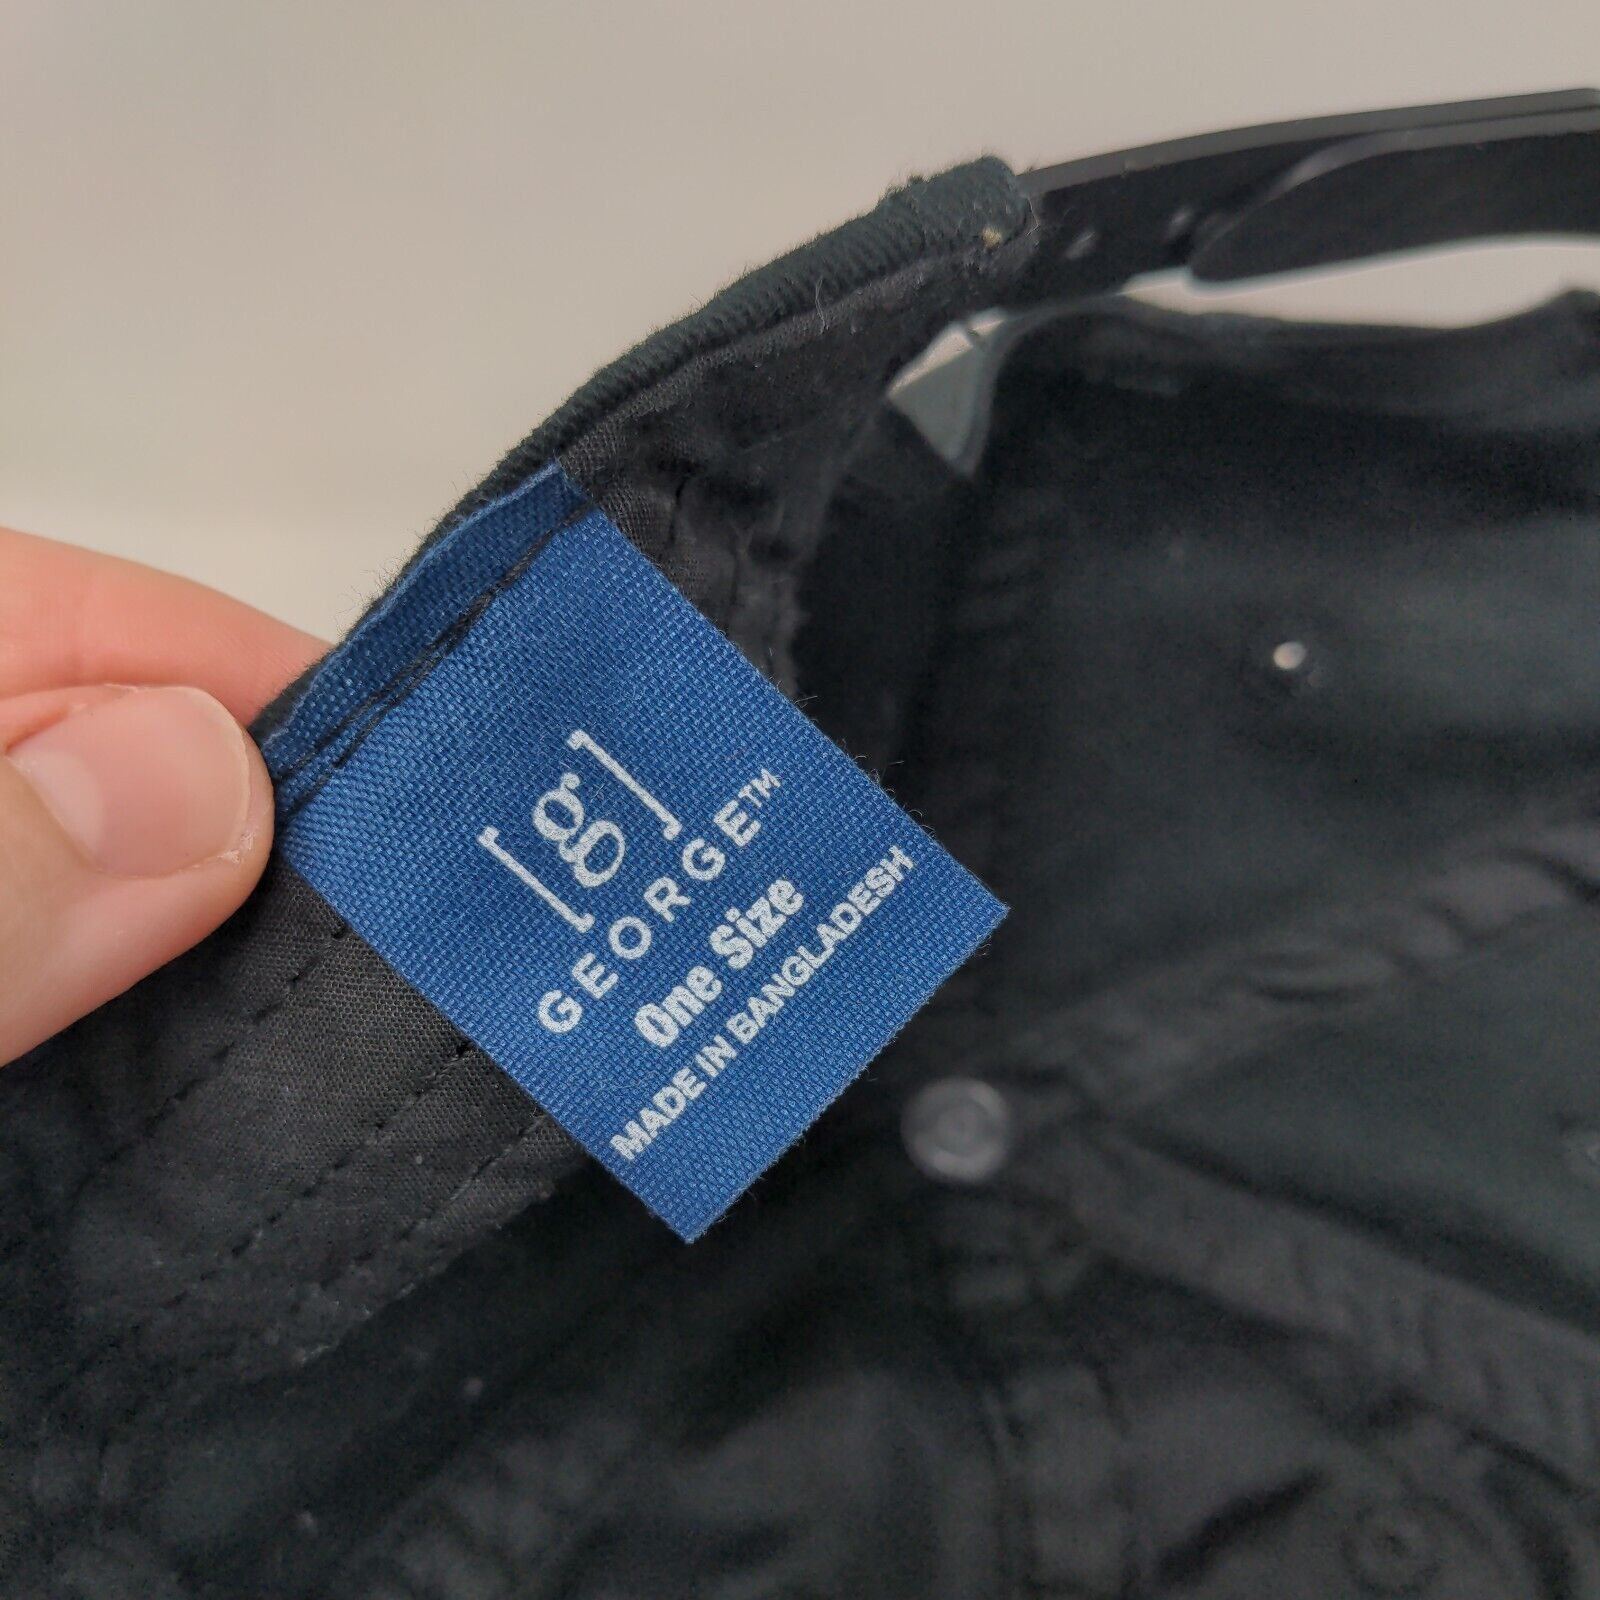 [g]
GEORGE™
One Size
MADE IN BANGLADESH